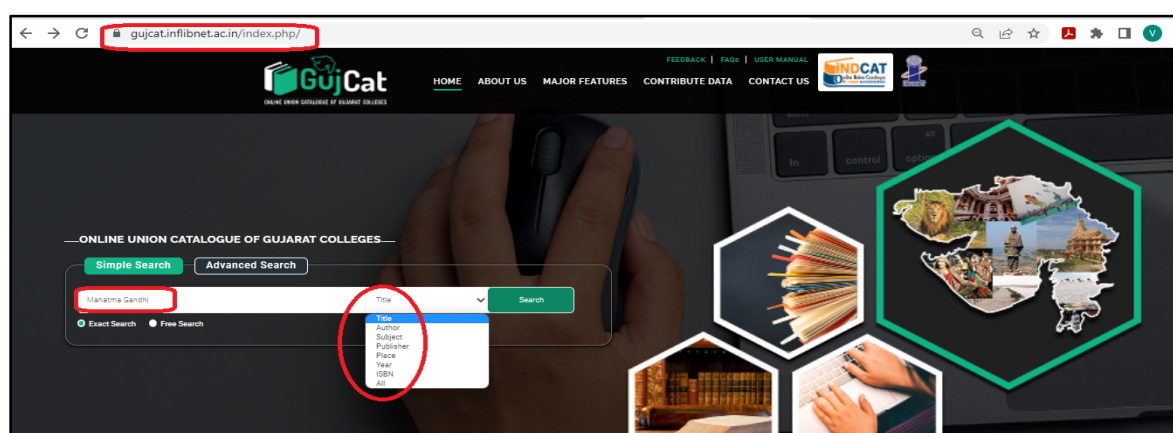 gujcat.inflibnet.ac.in/index.php/
V
FEEDBACK | FAQs | USER MANUAL
GujCat
ONLINE UNION CATALOGUE OF GUJARAT COLLEGES
HOME ABOUT US MAJOR FEATURES CONTRIBUTE DATA CONTACT US
INDCAT
shift
alt
fn control option
ONLINE UNION CATALOGUE OF GUJARAT COLLEGES
Simple Search Advanced Search
Mahatma Gandhi Title Search
Exact Search Free Search
Title
Author
Subject
Publisher
Place
Year
ISBN
All